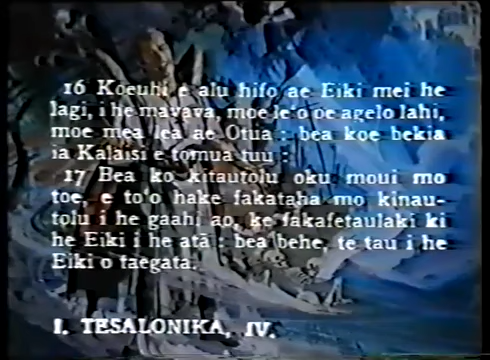 16 Koeuhi e alu hifo ae Eiki mei he
lagi, i he mavava, moe le'o oe agelo lahi,
moe mea lea ae Otua : bea koe bekia
ia Kalaisi e tomua tuu :
17 Bea ko kitautolu oku moui mo
toe, e to'o hake fakataha mo kinau-
tolu i he gaahi ao, ke fakafetaulaki ki
he Eiki i he atā : bea behe, te tau i he
Eiki o taegata.
I. TESALONIKA, IV.